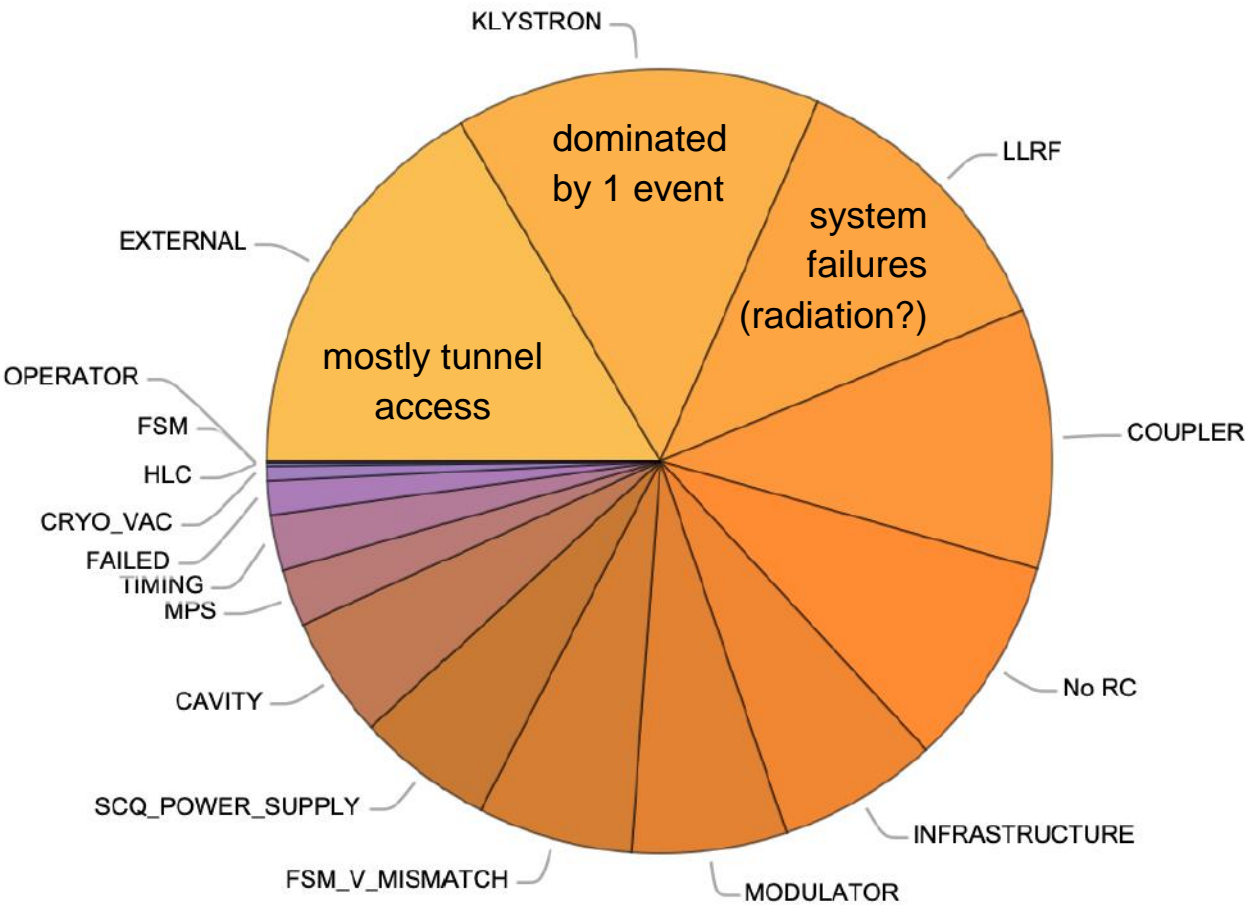 KLYSTRON
dominated
by 1 event
LLRF
system
failures
(radiation?)
EXTERNAL
mostly tunnel
access
OPERATOR
FSM
HLC
CRYO_VAC
FAILED
TIMING
MPS
CAVITY
SCQ_POWER_SUPPLY
FSM_V_MISMATCH
MODULATOR
INFRASTRUCTURE
No RC
COUPLER